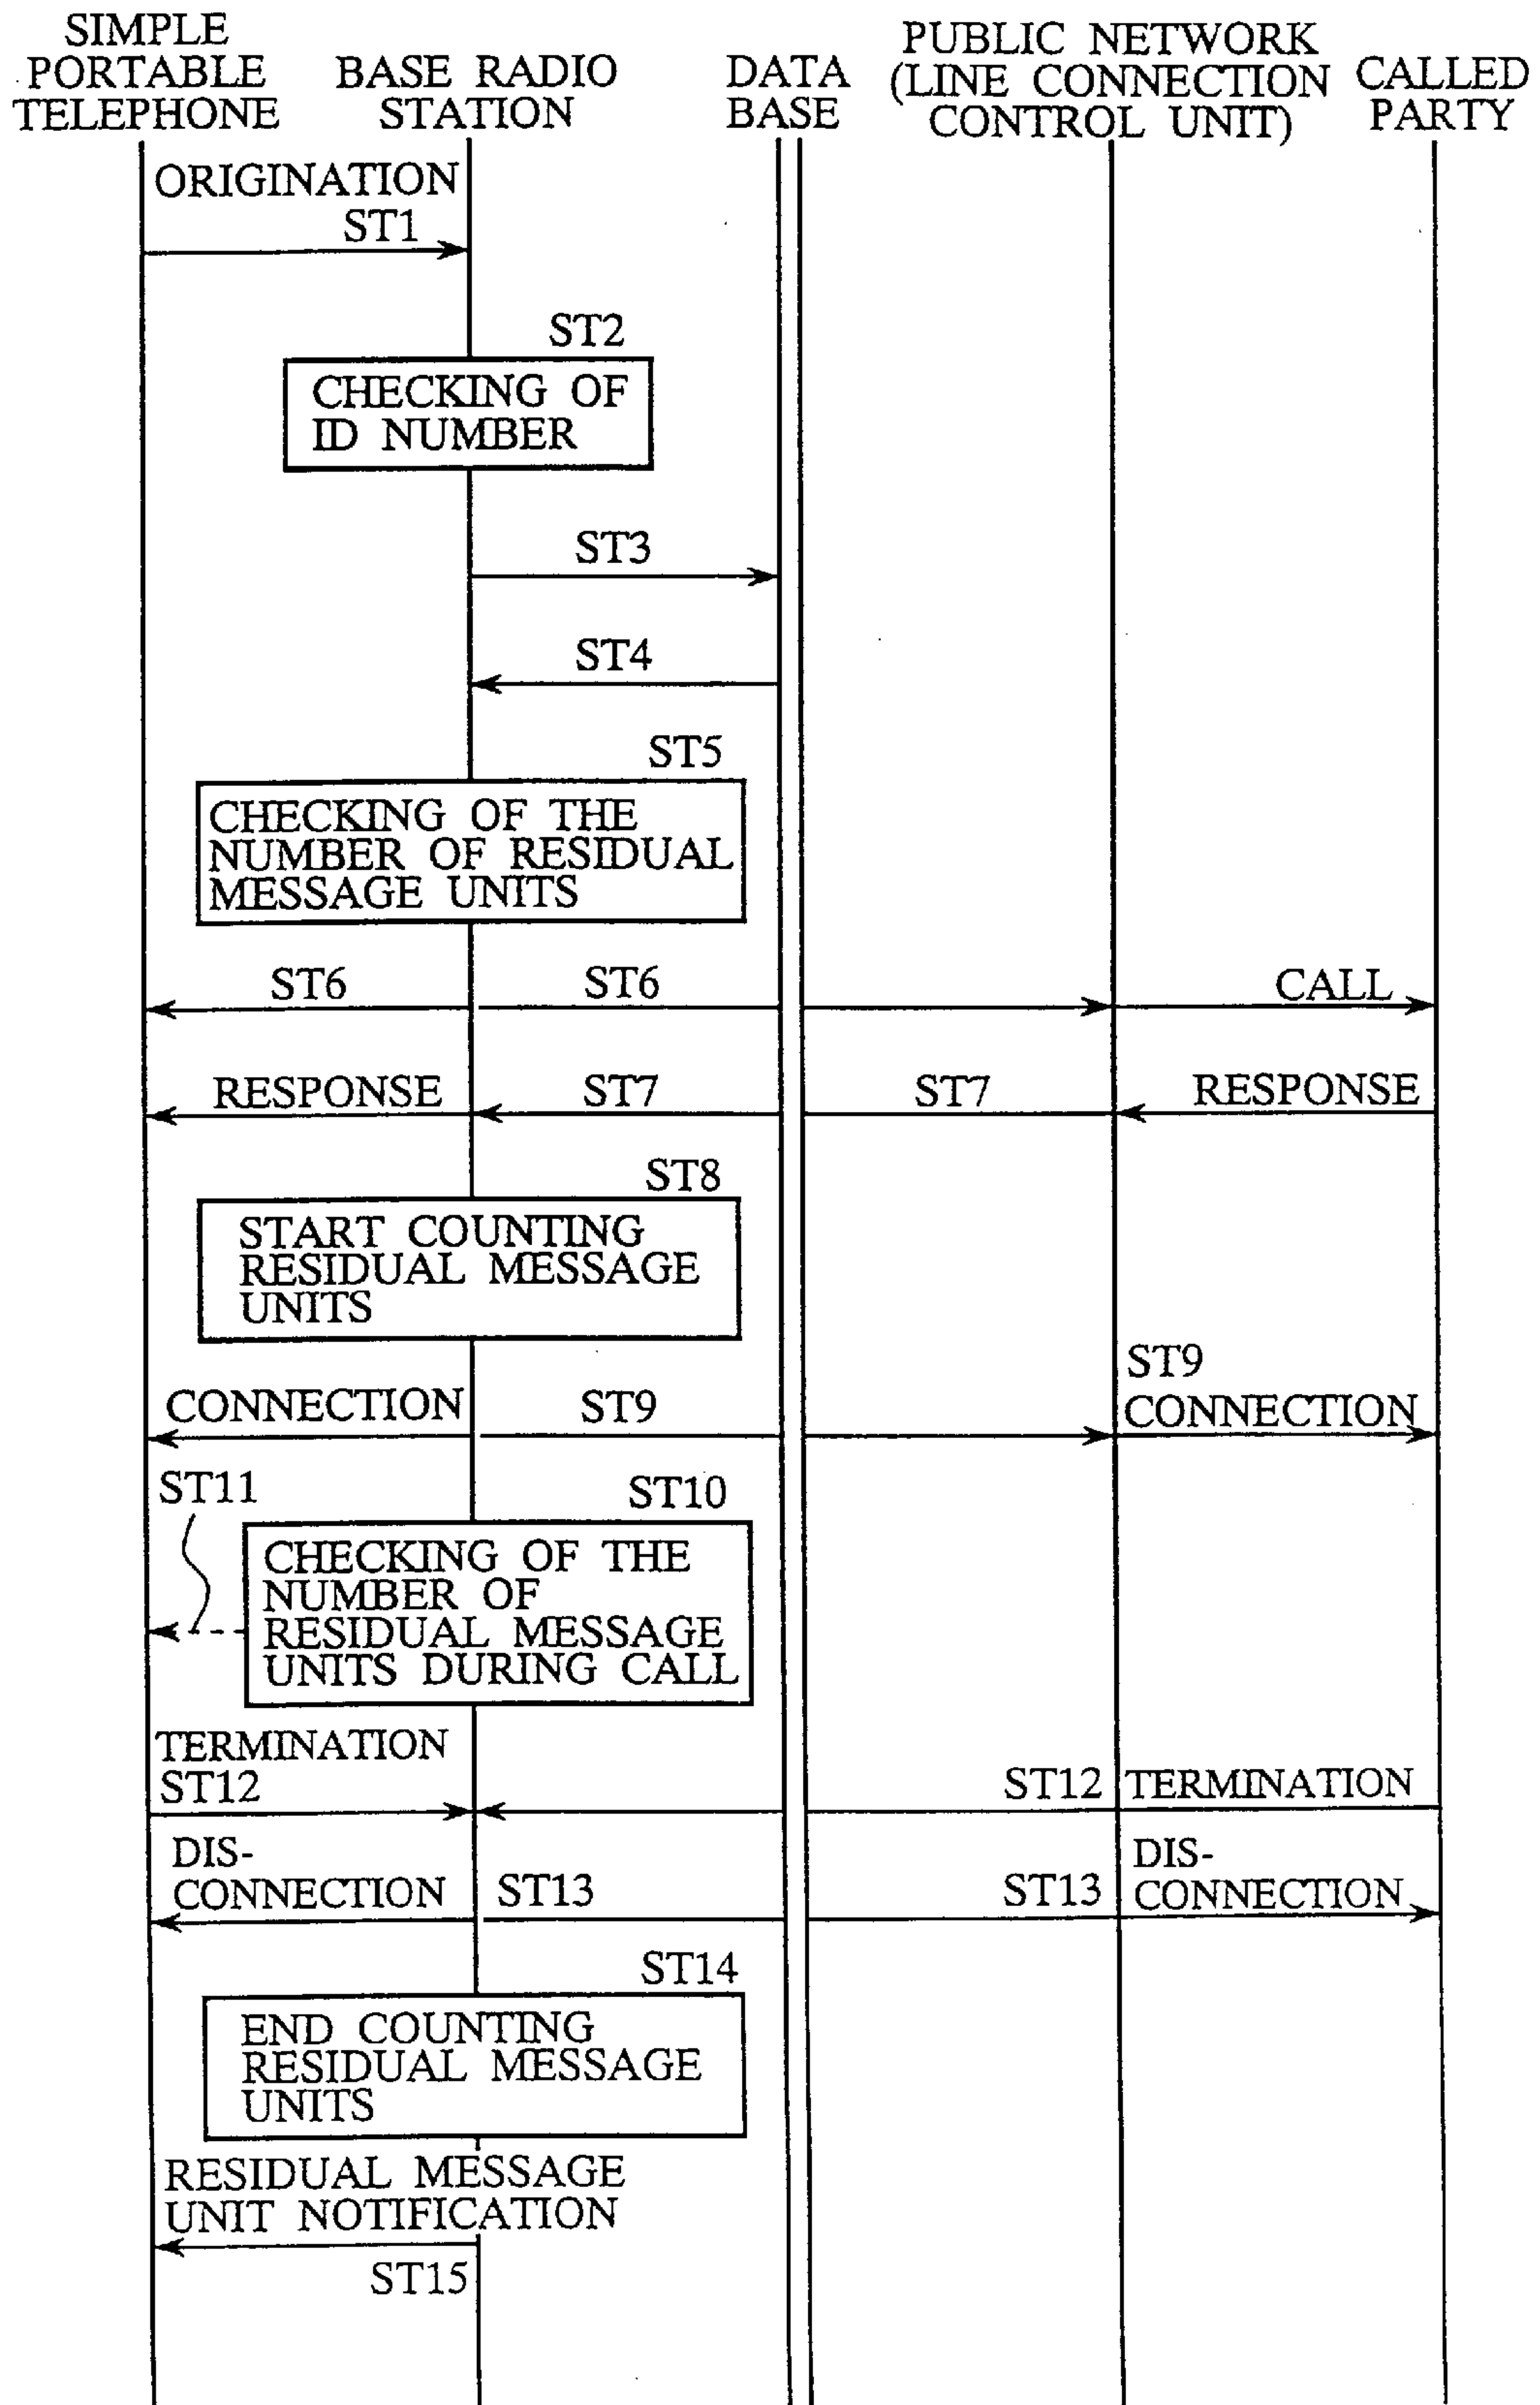 SIMPLE
PORTABLE
TELEPHONE
BASE RADIO
STATION
DATA
BASE
PUBLIC NETWORK
(LINE CONNECTION
CONTROL UNIT)
CALLED
PARTY
ORIGINATION
ST1
ST2
CHECKING OF
ID NUMBER
ST3
ST4
ST5
CHECKING OF THE
NUMBER OF RESIDUAL
MESSAGE UNITS
ST6
ST6
CALL
RESPONSE
ST7
ST7
RESPONSE
ST8
START COUNTING
RESIDUAL MESSAGE
UNITS
CONNECTION
ST9
ST9
CONNECTION
ST11
ST10
CHECKING OF THE
NUMBER OF
RESIDUAL MESSAGE
UNITS DURING CALL
TERMINATION
ST12
ST12
TERMINATION
DIS-
CONNECTION
ST13
ST13
DIS-
CONNECTION
ST14
END COUNTING
RESIDUAL MESSAGE
UNITS
RESIDUAL MESSAGE
UNIT NOTIFICATION
ST15